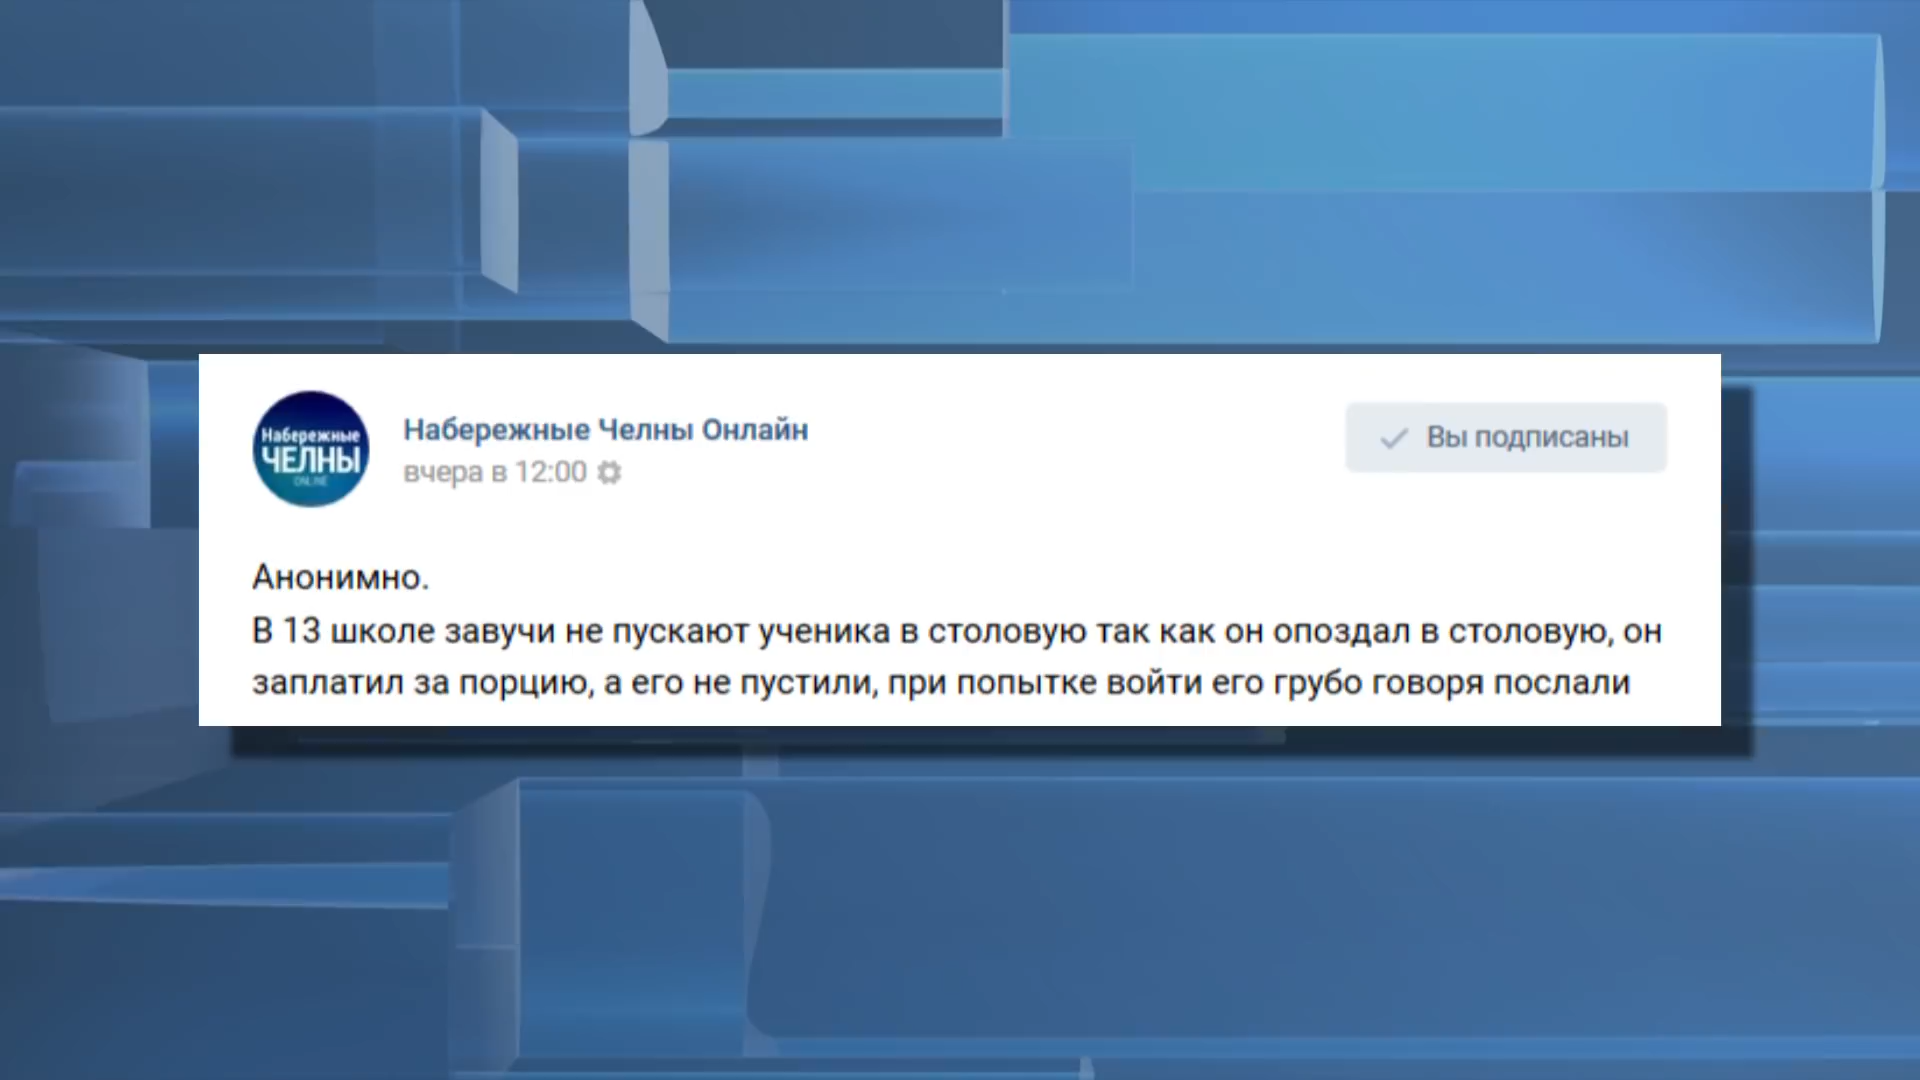 Набережные
ЧЕЛНЫ
ONLINE
Набережные Челны Онлайн
вчера в 12:00
Вы подписаны
Анонимно.
В 13 школе завучи не пускают ученика в столовую так как он опоздал в столовую, он
заплатил за порцию, а его не пустили, при попытке войти его грубо говоря послали